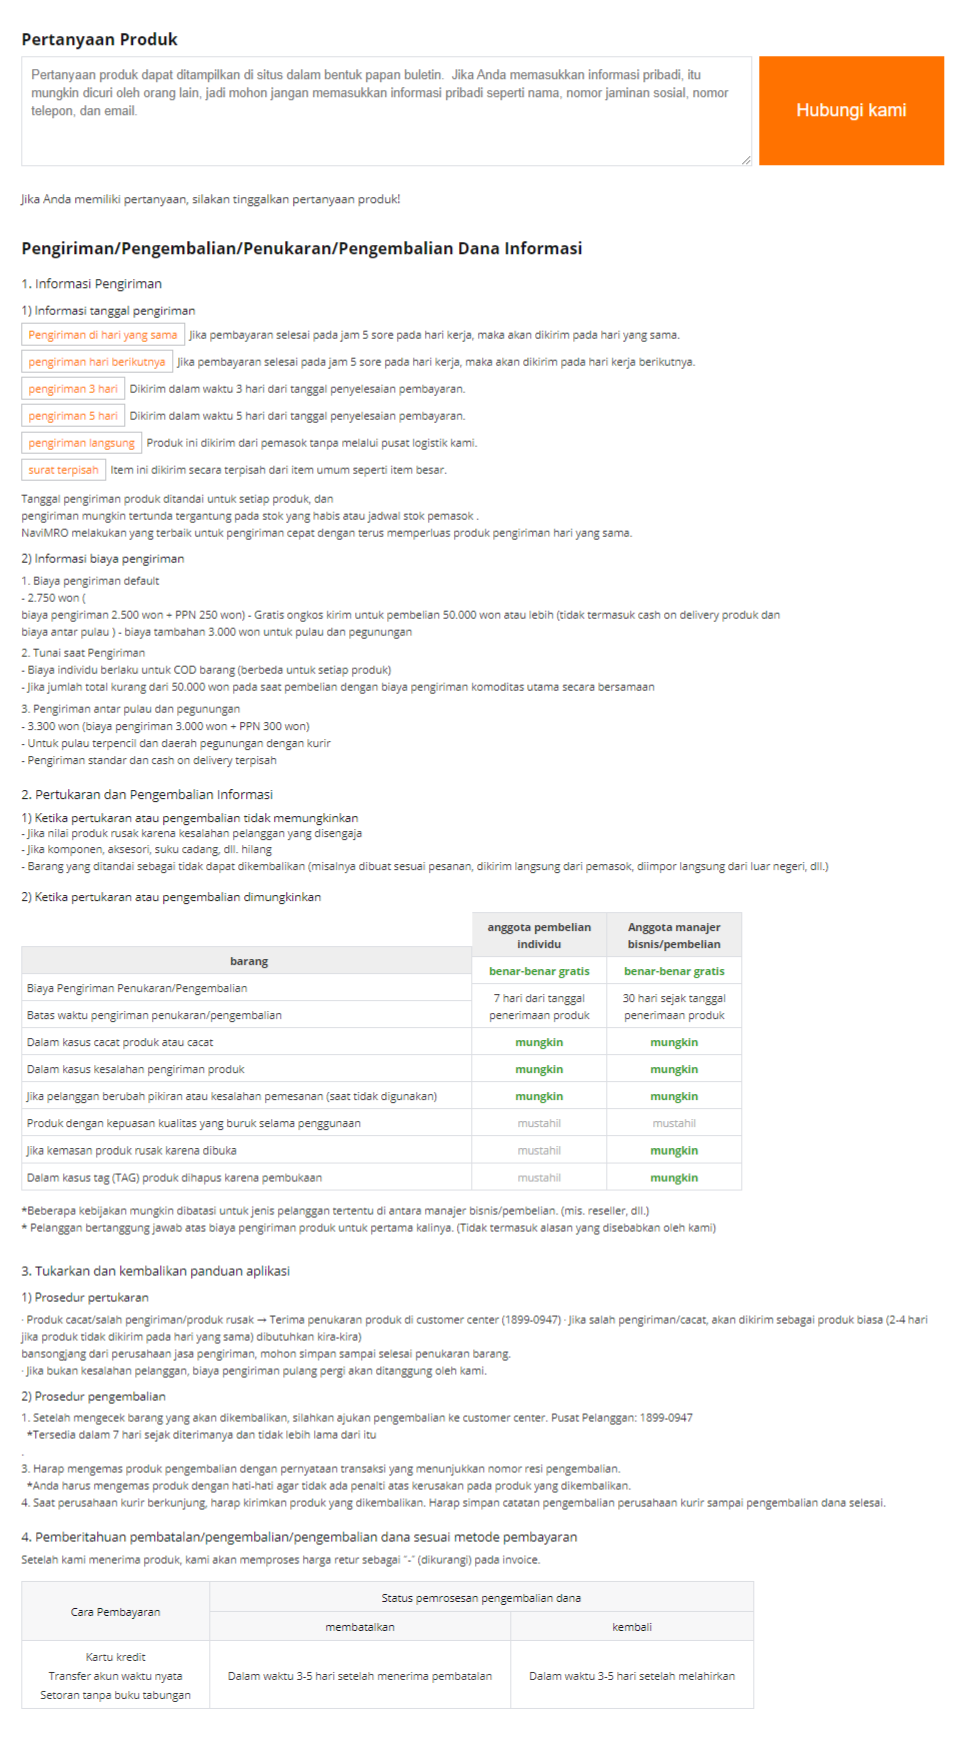 Pertanyaan Produk
Pertanyaan produk dapat ditampilkan di situs dalam bentuk papan buletin.  Jika Anda memasukkan informasi pribadi, itu
mungkin dicuri oleh orang lain, jadi mohon jangan memasukkan informasi pribadi seperti nama, nomor jaminan sosial, nomor
telepon, dan email.
Hubungi kami
Jika Anda memiliki pertanyaan, silakan tinggalkan pertanyaan produk!
Pengiriman/Pengembalian/Penukaran/Pengembalian Dana Informasi
1. Informasi Pengiriman
1) Informasi tanggal pengiriman
Pengiriman di hari yang sama Jika pembayaran selesai pada jam 5 sore pada hari kerja, maka akan dikirim pada hari yang sama.
pengiriman hari berikutnya Jika pembayaran selesai pada jam 5 sore pada hari kerja, maka akan dikirim pada hari kerja berikutnya.
pengiriman 3 hari Dikirim dalam waktu 3 hari dari tanggal penyelesaian pembayaran.
pengiriman 5 hari Dikirim dalam waktu 5 hari dari tanggal penyelesaian pembayaran.
pengiriman langsung Produk ini dikirim dari pemasok tanpa melalui pusat logistik kami.
surat terpisah Item ini dikirim secara terpisah dari item umum seperti item besar.
Tanggal pengiriman produk ditandai untuk setiap produk, dan
pengiriman mungkin tertunda tergantung pada stok yang habis atau jadwal stok pemasok .
NaviMRO melakukan yang terbaik untuk pengiriman cepat dengan terus memperluas produk pengiriman hari yang sama.
2) Informasi biaya pengiriman
1. Biaya pengiriman default
- 2.750 won (
biaya pengiriman 2.500 won + PPN 250 won) - Gratis ongkos kirim untuk pembelian 50.000 won atau lebih (tidak termasuk cash on delivery produk dan
biaya antar pulau ) - biaya tambahan 3.000 won untuk pulau dan pegunungan
2. Tunai saat Pengiriman
- Biaya individu berlaku untuk COD barang (berbeda untuk setiap produk)
- Jika jumlah total kurang dari 50.000 won pada saat pembelian dengan biaya pengiriman komoditas utama secara bersamaan
3. Pengiriman antar pulau dan pegunungan
- 3.300 won (biaya pengiriman 3.000 won + PPN 300 won)
- Untuk pulau terpencil dan daerah pegunungan dengan kurir
- Pengiriman standar dan cash on delivery terpisah
2. Pertukaran dan Pengembalian Informasi
1) Ketika pertukaran atau pengembalian tidak memungkinkan
- Jika nilai produk rusak karena kesalahan pelanggan yang disengaja
- Jika komponen, aksesori, suku cadang, dll. hilang
- Barang yang ditandai sebagai tidak dapat dikembalikan (misalnya dibuat sesuai pesanan, dikirim langsung dari pemasok, diimpor langsung dari luar negeri, dll.)
2) Ketika pertukaran atau pengembalian dimungkinkan
anggota pembelian Anggota manajer
individu bisnis/pembelian
barang
benar-benar gratis benar-benar gratis
Biaya Pengiriman Penukaran/Pengembalian
7 hari dari tanggal 30 hari sejak tanggal
Batas waktu pengiriman penukaran/pengembalian penerimaan produk penerimaan produk
Dalam kasus cacat produk atau cacat mungkin mungkin
Dalam kasus kesalahan pengiriman produk mungkin mungkin
Jika pelanggan berubah pikiran atau kesalahan pemesanan (saat tidak digunakan) mungkin mungkin
Produk dengan kepuasan kualitas yang buruk selama penggunaan mustahil mustahil
Jika kemasan produk rusak karena dibuka mustahil mungkin
Dalam kasus tag (TAG) produk dihapus karena pembukaan mustahil mungkin
*Beberapa kebijakan mungkin dibatasi untuk jenis pelanggan tertentu di antara manajer bisnis/pembelian. (mis. reseller, dll.)
* Pelanggan bertanggung jawab atas biaya pengiriman produk untuk pertama kalinya. (Tidak termasuk alasan yang disebabkan oleh kami)
3. Tukarkan dan kembalikan panduan aplikasi
1) Prosedur pertukaran
· Produk cacat/salah pengiriman/produk rusak → Terima penukaran produk di customer center (1899-0947) · Jika salah pengiriman/cacat, akan dikirim sebagai produk biasa (2-4 hari
jika produk tidak dikirim pada hari yang sama) dibutuhkan kira-kira)
bansongjang dari perusahaan jasa pengiriman, mohon simpan sampai selesai penukaran barang.
· Jika bukan kesalahan pelanggan, biaya pengiriman pulang pergi akan ditanggung oleh kami.
2) Prosedur pengembalian
1. Setelah mengecek barang yang akan dikembalikan, silahkan ajukan pengembalian ke customer center. Pusat Pelanggan: 1899-0947
*Tersedia dalam 7 hari sejak diterimanya dan tidak lebih lama dari itu
.
3. Harap mengemas produk pengembalian dengan pernyataan transaksi yang menunjukkan nomor resi pengembalian.
*Anda harus mengemas produk dengan hati-hati agar tidak ada penalti atas kerusakan pada produk yang dikembalikan.
4. Saat perusahaan kurir berkunjung, harap kirimkan produk yang dikembalikan. Harap simpan catatan pengembalian perusahaan kurir sampai pengembalian dana selesai.
4. Pemberitahuan pembatalan/pengembalian/pengembalian dana sesuai metode pembayaran
Setelah kami menerima produk, kami akan memproses harga retur sebagai "-" (dikurangi) pada invoice.
Cara Pembayaran Status pemrosesan pengembalian dana
membatalkan kembali
Kartu kredit
Transfer akun waktu nyata Dalam waktu 3-5 hari setelah menerima pembatalan Dalam waktu 3-5 hari setelah melahirkan
Setoran tanpa buku tabungan